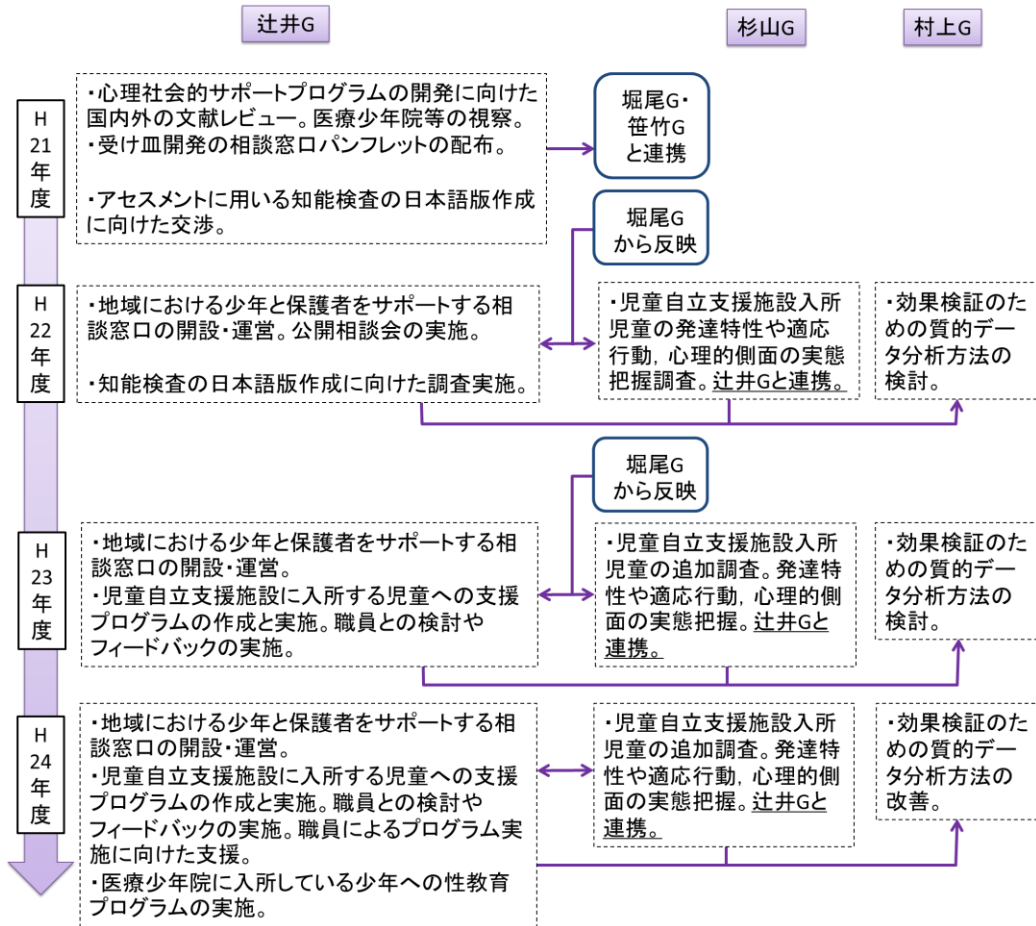 辻井G
杉山G
村上G
H
21
年
度
・心理社会的サポートプログラムの開発に向けた
国内外の文献レビュー。医療少年院等の視察。
・受け皿開発の相談窓口パンフレットの配布。
・アセスメントに用いる知能検査の日本語版作成
に向けた交渉。
堀尾G・
笹竹G
と連携
堀尾G
から反映
H
22
年
度
・地域における少年と保護者をサポートする相
談窓口の開設・運営。公開相談会の実施。
・知能検査の日本語版作成に向けた調査実施。
・児童自立支援施設入所
児童の発達特性や適応
行動，心理的側面の実態
把握調査。辻井Gと連携。
・効果検証のた
めの質的デー
タ分析方法の
検討。
堀尾G
から反映
H
23
年
度
・地域における少年と保護者をサポートする相
談窓口の開設・運営。
・児童自立支援施設に入所する児童への支援
プログラムの作成と実施。職員との検討や
フィードバックの実施。
・児童自立支援施設入所
児童の追加調査。発達特
性や適応行動，心理的側
面の実態把握。辻井Gと
連携。
・効果検証のた
めの質的デー
タ分析方法の
検討。
H
24
年
度
・地域における少年と保護者をサポートする相
談窓口の開設・運営。
・児童自立支援施設に入所する児童への支援
プログラムの作成と実施。職員との検討や
フィードバックの実施。職員によるプログラム実
施に向けた支援。
・医療少年院に入所している少年への性教育
プログラムの実施。
・児童自立支援施設入所
児童の追加調査。発達特
性や適応行動，心理的側
面の実態把握。辻井Gと
連携。
・効果検証のた
めの質的デー
タ分析方法の
改善。